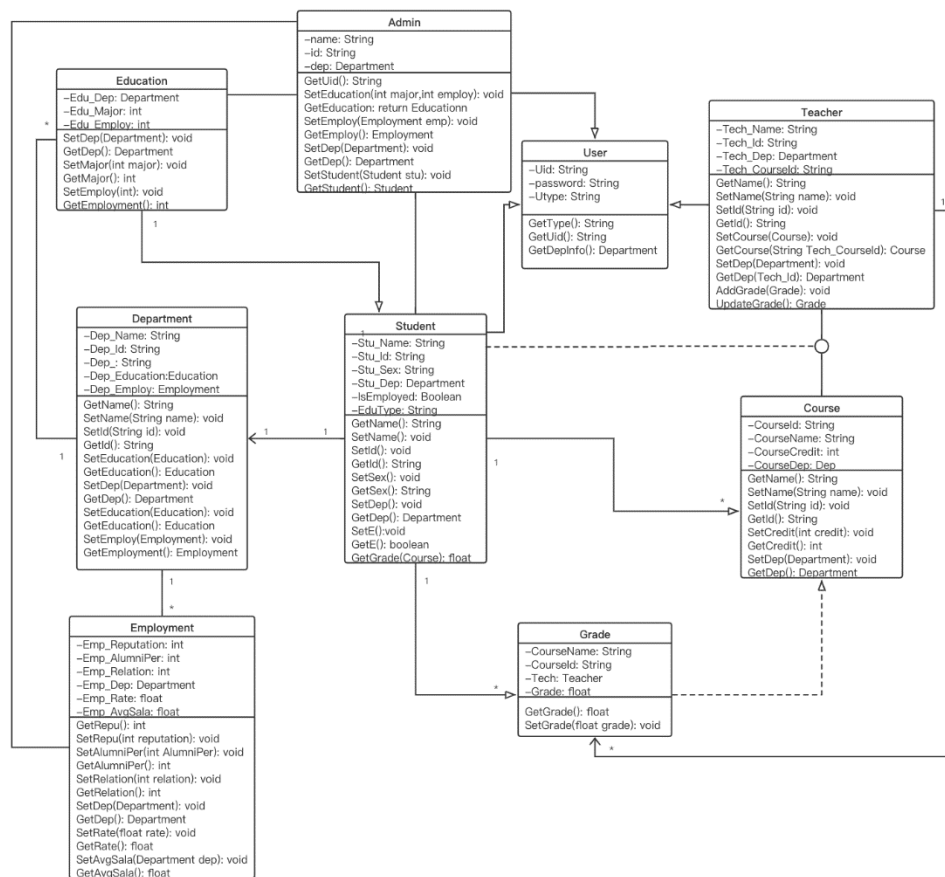 Admin
-name: String
-id: String
-dep: Department
GetUid(): String
SetEducation(int major,int employ): void
GetEducation: return Educationn
SetEmploy(Employment emp): void
GetEmploy(): Employment
SetDep(Department): void
GetDep(): Department
SetStudent(Student stu): void
GetStudent(): Student
Education
-Edu_Dep: Department
-Edu_Major: int
-Edu_Employ: int
SetDep(Department): void
GetDep(): Department
SetMajor(int major): void
GetMajor(): int
SetEmploy(int): void
GetEmployment(): int
*
1
User
-Uid: String
-password: String
-Utype: String
GetType(): String
GetUid(): String
GetDepInfo(): Department
Teacher
-Tech_Name: String
-Tech_Id: String
-Tech_Dep: Department
-Tech_CourseId: String
GetName(): String
SetName(String name): void
SetId(String id): void
GetId(): String
SetCourse(Course): void
GetCourse(String Tech_CourseId): Course
SetDep(Department): void
GetDep(Tech_Id): Department
AddGrade(Grade): void
UpdateGrade(): Grade
1
Department
-Dep_Name: String
-Dep_Id: String
-Dep_: String
-Dep_Education:Education
-Dep_Employ: Employment
GetName(): String
SetName(String name): void
SetId(String id): void
GetId(): String
SetEducation(Education): void
GetEducation(): Education
SetDep(Department): void
GetDep(): Department
SetEducation(Education): void
GetEducation(): Education
SetEmploy(Employment): void
GetEmployment(): Employment
1
1
1
1
*
Student
1
-Stu_Name: String
-Stu_Id: String
-Stu_Sex: String
-Stu_Dep: Department
-IsEmployed: Boolean
-EduType: String
GetName(): String
SetName(): void
SetId(): void
GetId(): String
SetSex(): void
GetSex(): String
SetDep(): void
GetDep(): Department
SetE():void
GetE(): boolean
GetGrade(Course): float
1
*
1
*
Course
-CourseId: String
-CourseName: String
-CourseCredit: int
-CourseDep: Dep
GetName(): String
SetName(String name): void
SetId(String id): void
GetId(): String
SetCredit(int credit): void
GetCredit(): int
SetDep(Department): void
GetDep(): Department
Employment
-Emp_Reputation: int
-Emp_AlumniPer: int
-Emp_Relation: int
-Emp_Dep: Department
-Emp_Rate: float
-Emp_AvgSala: float
GetRepu(): int
SetRepu(int reputation): void
SetAlumniPer(int AlumniPer): void
GetAlumniPer(): int
SetRelation(int relation): void
GetRelation(): int
SetDep(Department): void
GetDep(): Department
SetRate(float rate): void
GetRate(): float
SetAvgSala(Department dep): void
GetAvgSala(): float
Grade
-CourseName: String
-CourseId: String
-Tech: Teacher
-Grade: float
GetGrade(): float
SetGrade(float grade): void
*